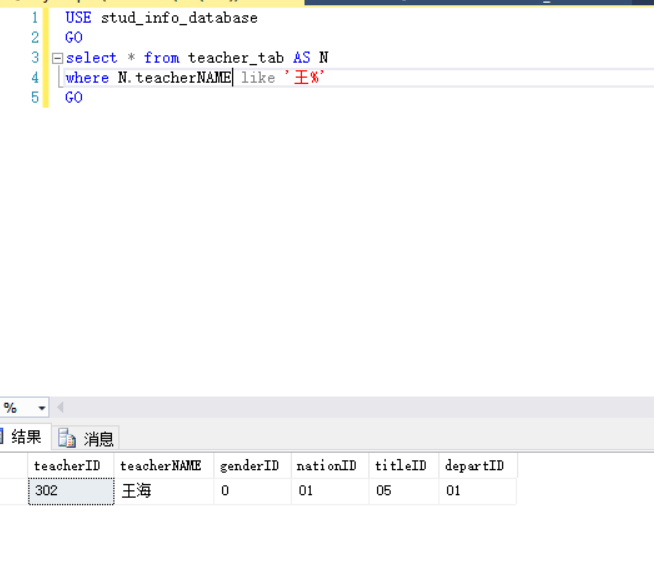 1 USE stud_info_database
2 GO
3 select * from teacher_tab AS N
4 where N.teacherNAME like '王%'
5 GO
%
结果 消息
teacherID teacherNAME genderID nationID titleID departID
302 王海 0 01 05 01